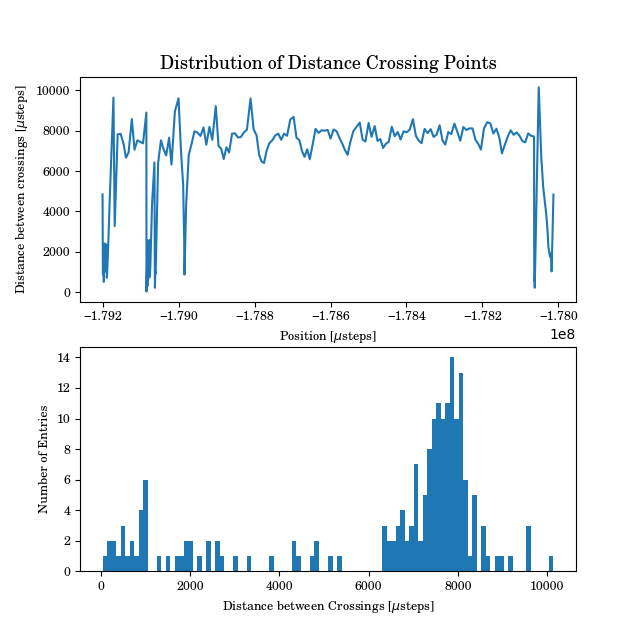 Distribution of Distance Crossing Points
Distance between crossings [μsteps]
10000
8000
6000
4000
2000
0
−1.792 −1.790 −1.788 −1.786 −1.784 −1.782 −1.780
Position [μsteps]
1e8
Number of Entries
14
12
10
8
6
4
2
0
0 2000 4000 6000 8000 10000
Distance between Crossings [μsteps]